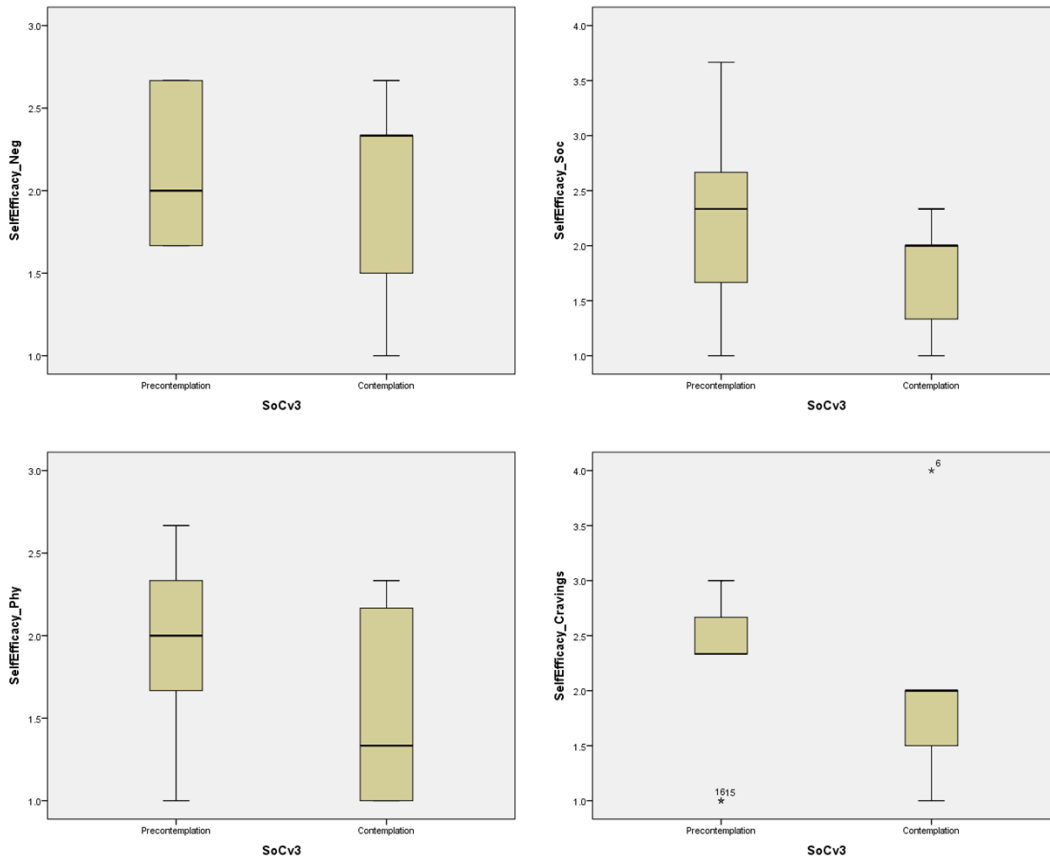 SelfEfficacy_Neg
3.0
2.5
2.0
1.5
1.0
Precontemplation
Contemplation
SoCv3
SelfEfficacy_Soc
4.0
3.5
3.0
2.5
2.0
1.5
1.0
Precontemplation
Contemplation
SoCv3
SelfEfficacy_Phy
3.0
2.5
2.0
1.5
1.0
Precontemplation
Contemplation
SoCv3
SelfEfficacy_Cravings
4.0
3.5
3.0
2.5
2.0
1.5
1.0
6
1615
Precontemplation
Contemplation
SoCv3